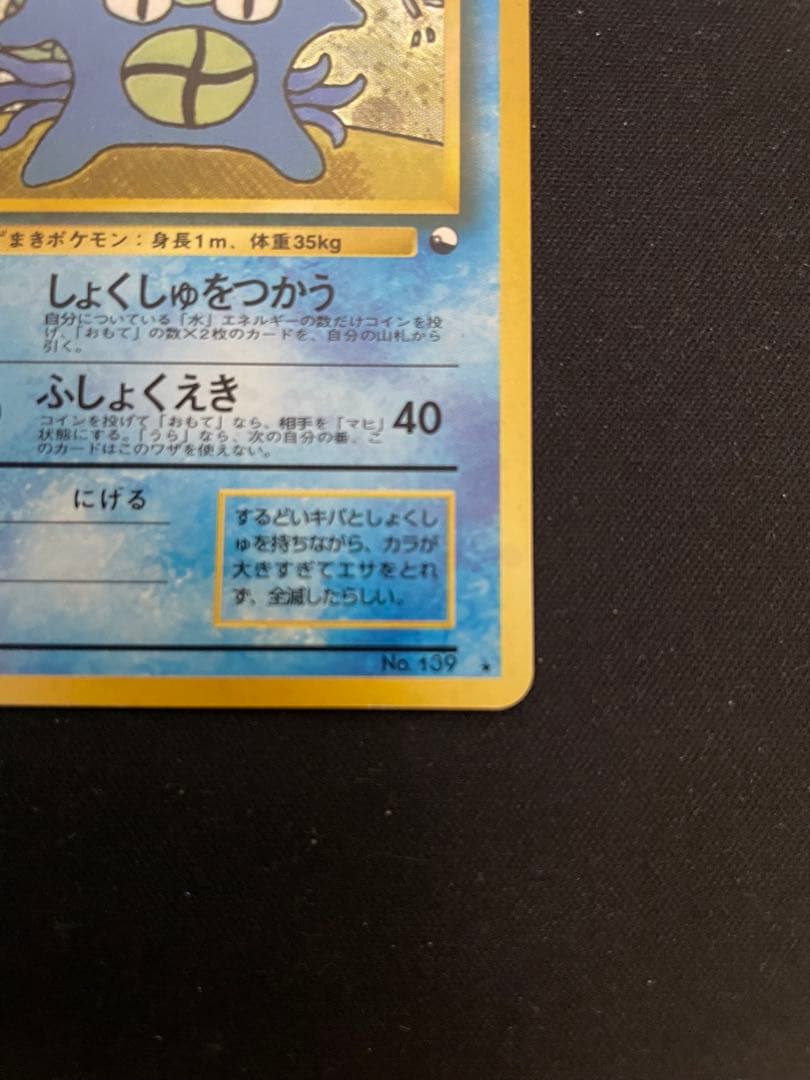 ずまきポケモン：身長1m、体重35kg
しょくしゅをつかう
自分についている「水」エネルギーの数だけコインを投
げ、「おもて」の数×2枚のカードを、自分の山札から
引く。
ふしょくえき
40
コインを投げて「おもて」なら、相手を「マヒ」
状態にする。「うら」なら、次の自分の番、こ
のカードはこのワザを使えない。
にげる
するどいキバとしょくし
ゅを持ちながら、カラが
大きすぎてエサをとれ
ず、全滅したらしい。
No. 139 ★